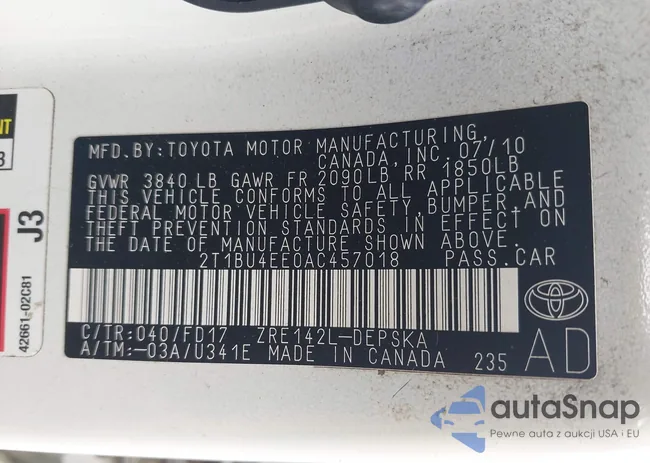 MFD.BY:TOYOTA MOTOR MANUFACTURING,
CANADA, INC. 07/10
GVWR 3840 LB GAWR FR 2090LB RR 1850LB
THIS VEHICLE CONFORMS TO ALL APPLICABLE
FEDERAL MOTOR VEHICLE SAFETY, BUMPER,AND
THEFT PREVENTION STANDARDS IN EFFECT ON
THE DATE OF MANUFACTURE SHOWN ABOVE.
2T1BU4EE0AC457018 PASS.CAR
C/TR:040/FD17 ZRE142L-DEPSKA
A/TM:-03A/U341E MADE IN CANADA 235
AD
J3
42661-02C81
autaSnap
Pewne auta z aukcji USA i EU